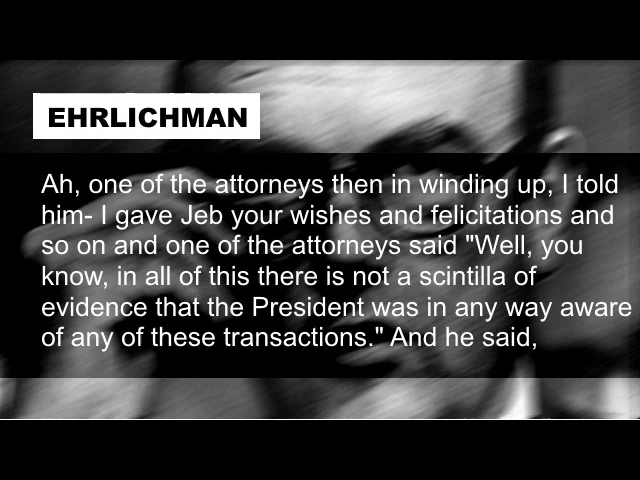 EHRLICHMAN
Ah, one of the attorneys then in winding up, I told
him- I gave Jeb your wishes and felicitations and
so on and one of the attorneys said "Well, you
know, in all of this there is not a scintilla of
evidence that the President was in any way aware
of any of these transactions." And he said,